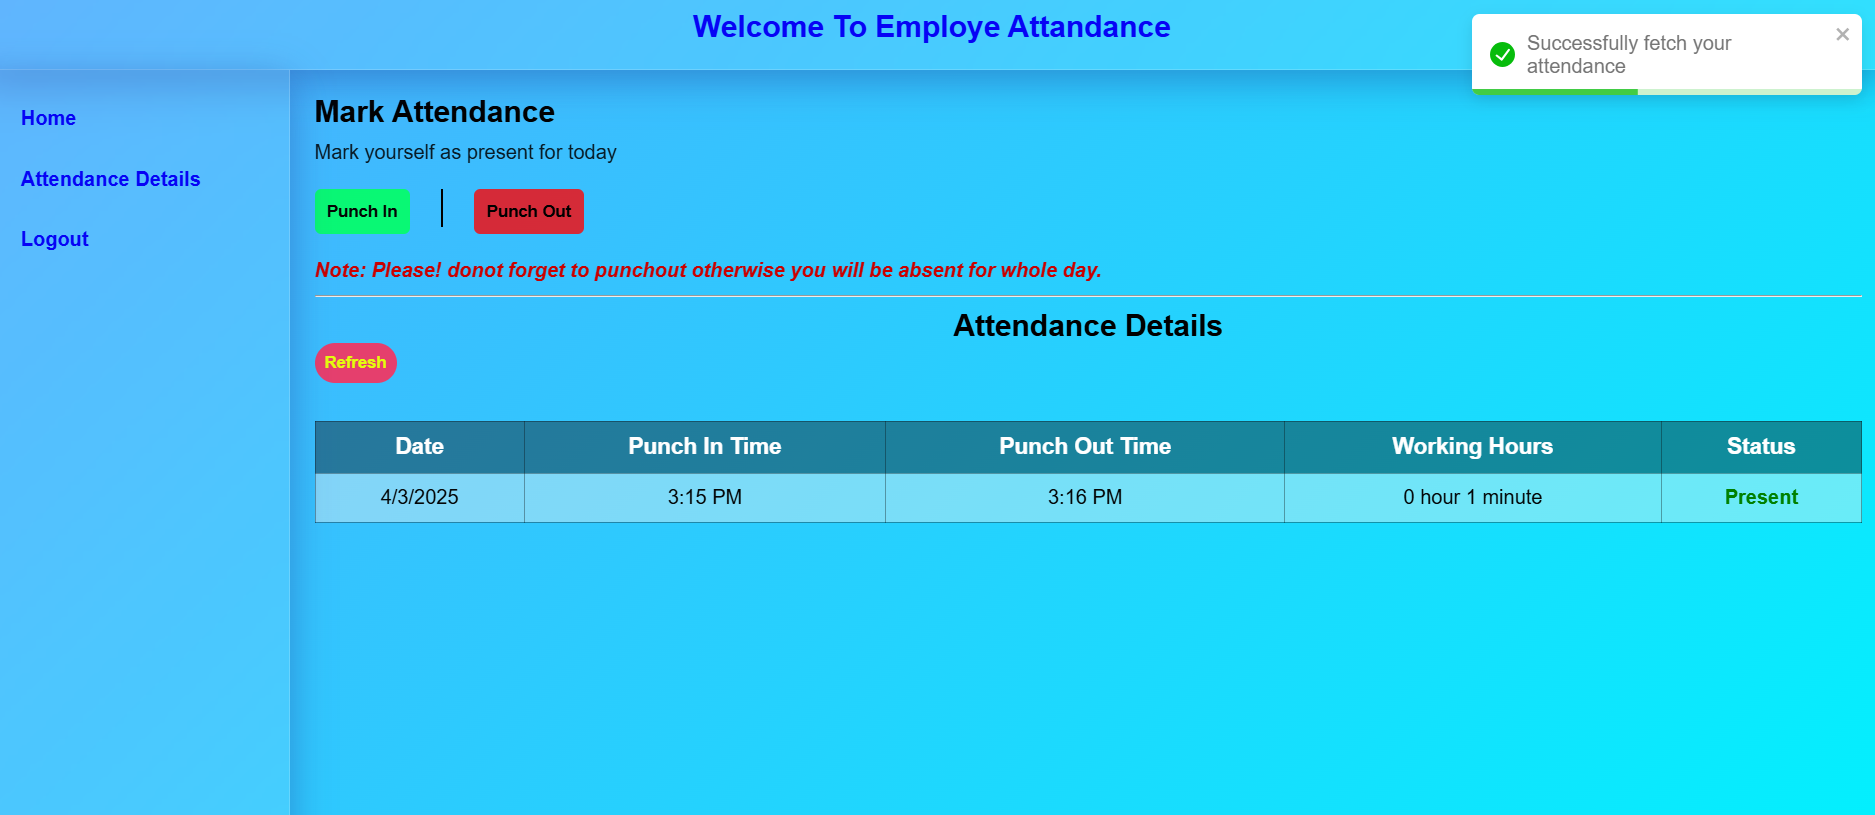 Welcome To Employe Attandance
Successfully fetch your
attendance
Home
Attendance Details
Logout
Mark Attendance
Mark yourself as present for today
Punch In
Punch Out
Note: Please! donot forget to punchout otherwise you will be absent for whole day.
Attendance Details
Refresh
Date Punch In Time Punch Out Time Working Hours Status
4/3/2025 3:15 PM 3:16 PM 0 hour 1 minute Present